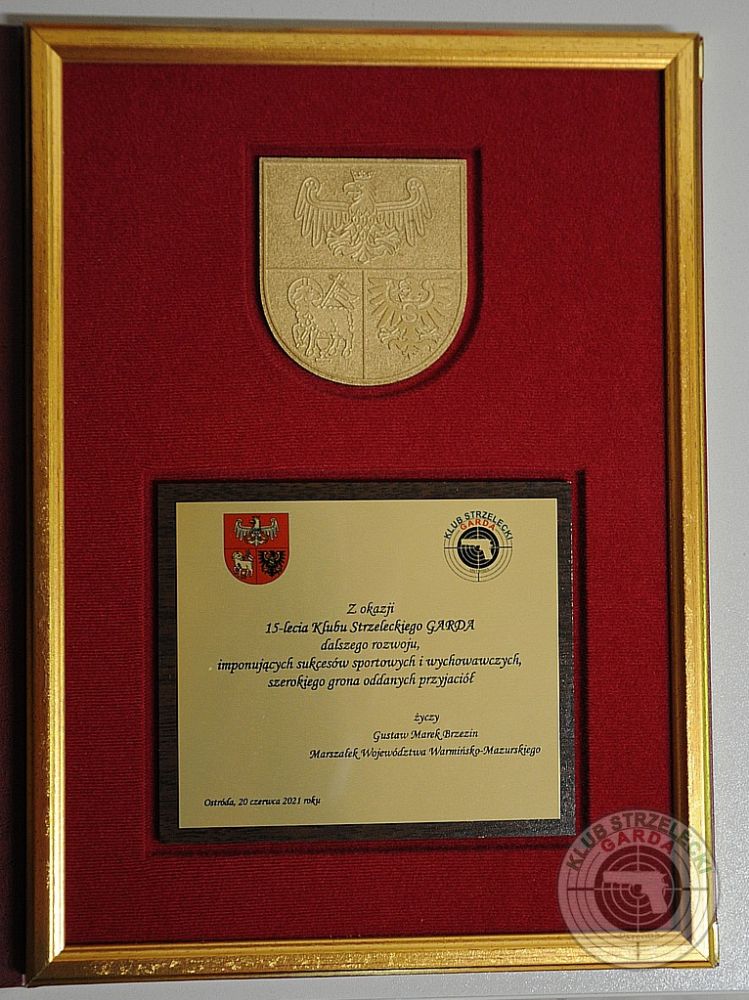 KLUB STRZELECKI
GARDA
Z okazji
15-lecia Klubu Strzeleckiego GARDA
dalszego rozwoju,
imponujących sukcesów sportowych i wychowawczych,
szerokiego grona oddanych przyjaciół
życzy
Gustaw Marek Brzezin
Marszałek Województwa Warmińsko-Mazurskiego
Ostróda, 20 czerwca 2021 roku
KLUB STRZELECKI
GARDA